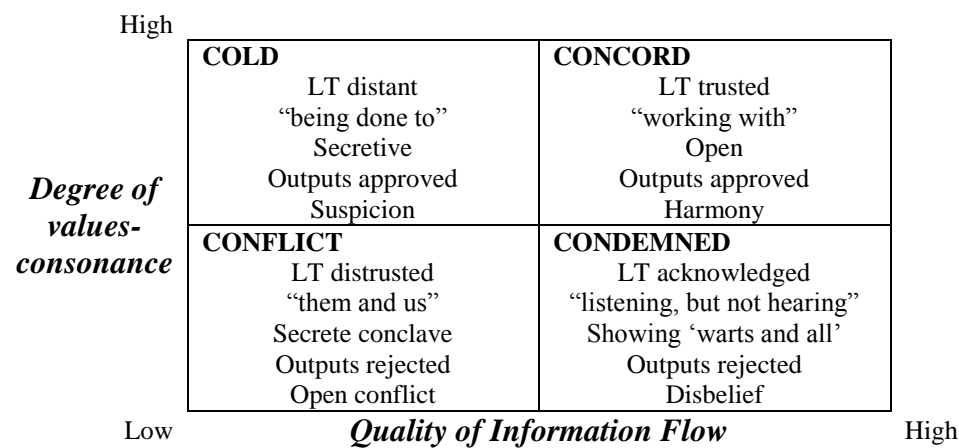 High
COLD
LT distant
“being done to”
Secretive
Outputs approved
Suspicion
CONCORD
LT trusted
“working with”
Open
Outputs approved
Harmony
Degree of
values-
consonance
CONFLICT
LT distrusted
“them and us”
Secrete conclave
Outputs rejected
Open conflict
CONDEMNED
LT acknowledged
“listening, but not hearing”
Showing ‘warts and all’
Outputs rejected
Disbelief
Low
Quality of Information Flow
High